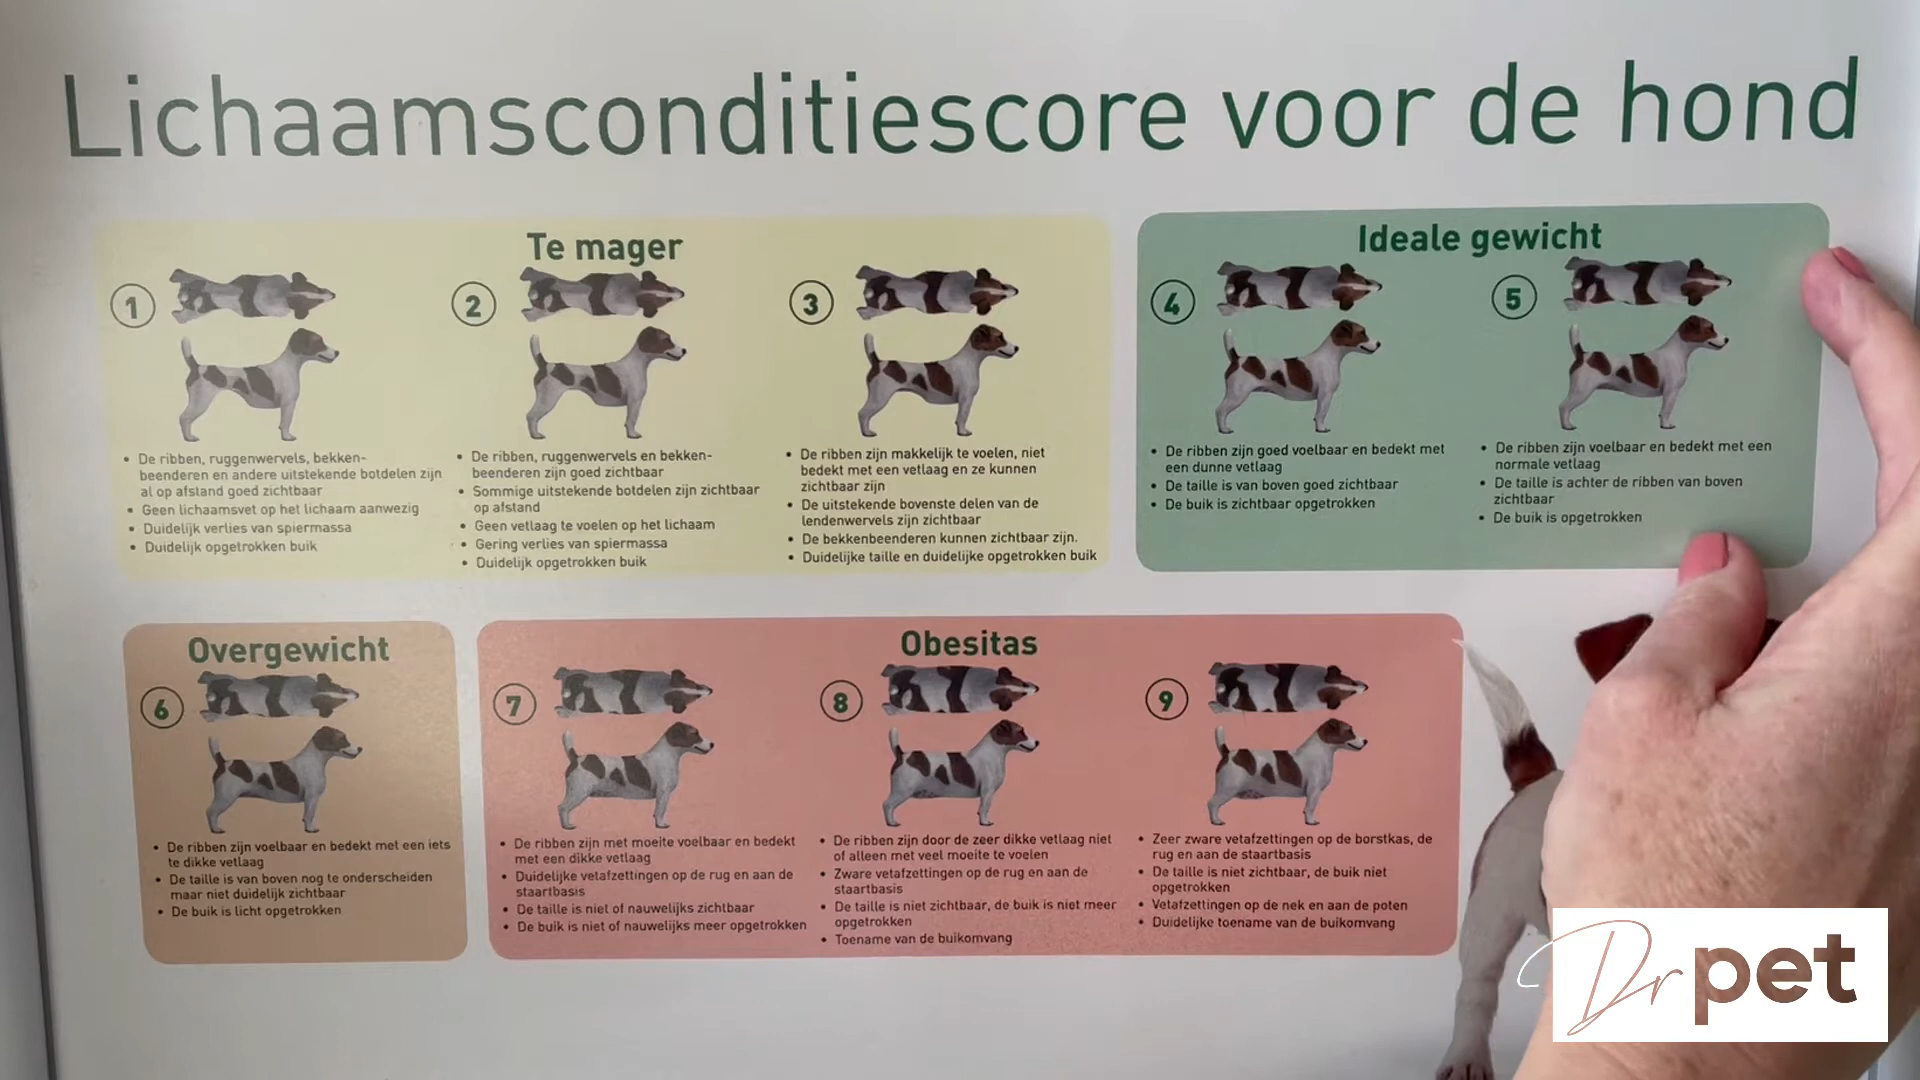 Lichaamsconditiescore voor de hond
Te mager
1
De ribben, ruggenwervels, bekken-
beenderen en andere uitstekende botdelen zijn
al op afstand goed zichtbaar
Geen lichaamsvet op het lichaam aanwezig
Duidelijk verlies van spiermassa
Duidelijk opgetrokken buik
2
De ribben, ruggenwervels en bekken-
beenderen zijn goed zichtbaar
Sommige uitstekende botdelen zijn zichtbaar
op afstand
Geen vetlaag te voelen op het lichaam
Gering verlies van spiermassa
Duidelijk opgetrokken buik
3
De ribben zijn makkelijk te voelen, niet
bedekt met een vetlaag en ze kunnen
zichtbaar zijn
De uitstekende bovenste delen van de
lendenwervels zijn zichtbaar
De bekkenbeenderen kunnen zichtbaar zijn.
Duidelijke taille en duidelijke opgetrokken buik
Ideale gewicht
4
De ribben zijn goed voelbaar en bedekt met
een dunne vetlaag
De taille is van boven goed zichtbaar
De buik is zichtbaar opgetrokken
5
De ribben zijn voelbaar en bedekt met een
normale vetlaag
De taille is achter de ribben van boven
zichtbaar
De buik is opgetrokken
Overgewicht
6
De ribben zijn voelbaar en bedekt met een iets
te dikke vetlaag
De taille is van boven nog te onderscheiden
maar niet duidelijk zichtbaar
De buik is licht opgetrokken
Obesitas
7
De ribben zijn met moeite voelbaar en bedekt
met een dikke vetlaag
Duidelijke vetafzettingen op de rug en aan de
staartbasis
De taille is niet of nauwelijks zichtbaar
De buik is niet of nauwelijks meer opgetrokken
8
De ribben zijn door de zeer dikke vetlaag niet
of alleen met veel moeite te voelen
Zware vetafzettingen op de rug en aan de
staartbasis
De taille is niet zichtbaar, de buik is niet meer
opgetrokken
Toename van de buikomvang
9
Zeer zware vetafzettingen op de borstkas, de
rug en aan de staartbasis
De taille is niet zichtbaar, de buik niet
opgetrokken
Vetafzettingen op de nek en aan de poten
Duidelijke toename van de buikomvang
Dr pet